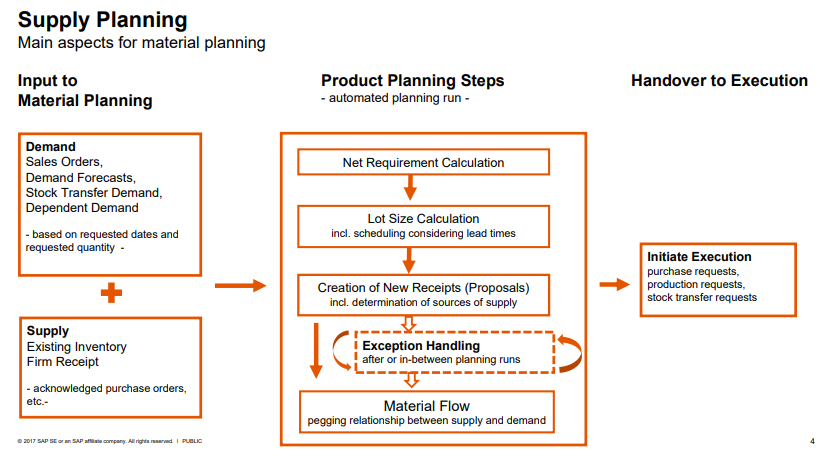 Supply Planning
Main aspects for material planning
Input to
Material Planning
Product Planning Steps
- automated planning run -
Handover to Execution
Demand
Sales Orders,
Demand Forecasts,
Stock Transfer Demand,
Dependent Demand
- based on requested dates and
requested quantity -
Supply
Existing Inventory
Firm Receipt
- acknowledged purchase orders,
etc.-
Net Requirement Calculation
Lot Size Calculation
incl. scheduling considering lead times
Creation of New Receipts (Proposals)
incl. determination of sources of supply
Exception Handling
after or in-between planning runs
Material Flow
pegging relationship between supply and demand
Initiate Execution
purchase requests,
production requests,
stock transfer requests
© 2017 SAP SE or an SAP affiliate company. All rights reserved. | PUBLIC
4